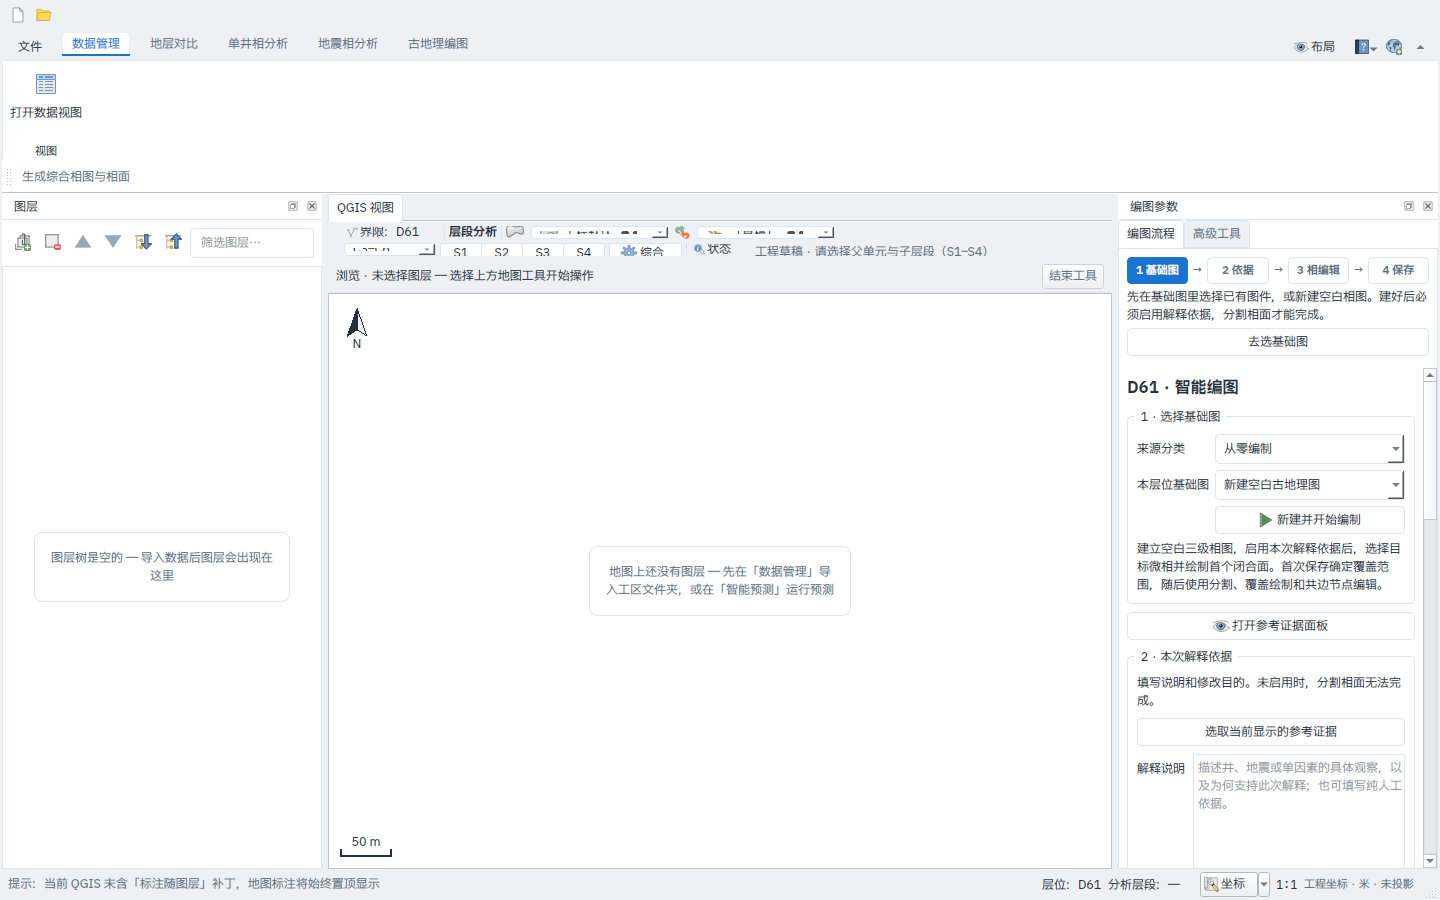 文件
数据管理
地层对比
单井相分析
地震相分析
古地理编图
布局
打开数据视图
视图
生成综合相图与相面
图层
筛选图层…
图层树是空的 — 导入数据后图层会出现在
这里
QGIS 视图
界限: D61
层段分析
S1
S2
S3
S4
综合
状态
工程草稿 · 请选择父单元与子层段（S1–S4）
浏览 · 未选择图层 — 选择上方地图工具开始操作
结束工具
N
地图上还没有图层 — 先在「数据管理」导
入工区文件夹，或在「智能预测」运行预测
50 m
编图参数
编图流程
高级工具
1 基础图 → 2 依据 → 3 相编辑 → 4 保存
先在基础图里选择已有图件，或新建空白相图。建好后必
须启用解释依据，分割相面才能完成。
去选基础图
D61 · 智能编图
1 · 选择基础图
来源分类
从零编制
本层位基础图
新建空白古地理图
新建并开始编制
建立空白三级相图，启用本次解释依据后，选择目
标微相并绘制首个闭合面。首次保存确定覆盖范
围，随后使用分割、覆盖绘制和共边节点编辑。
打开参考证据面板
2 · 本次解释依据
填写说明和修改目的。未启用时，分割相面无法完
成。
选取当前显示的参考证据
解释说明
描述井、地震或单因素的具体观察，以
及为何支持此次解释；也可填写纯人工
依据。
提示：当前 QGIS 未含「标注随图层」补丁，地图标注将始终置顶显示
层位: D61 分析层段: —
坐标
1:1
工程坐标 · 米 · 未投影